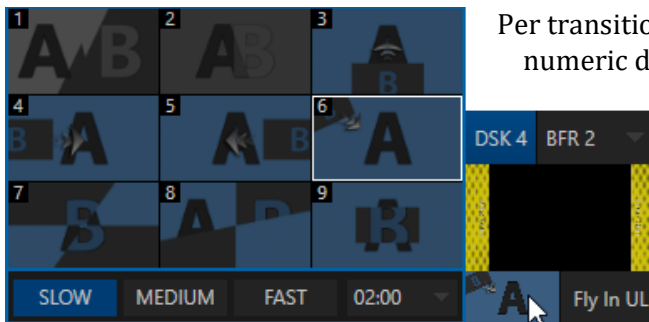 Per transitio
numeric d
1 2 3
A B A B A B
4 5 6
B A A B A
7 8 9
B A A B
SLOW MEDIUM FAST 02:00
DSK 4 BFR 2
A Fly In UL